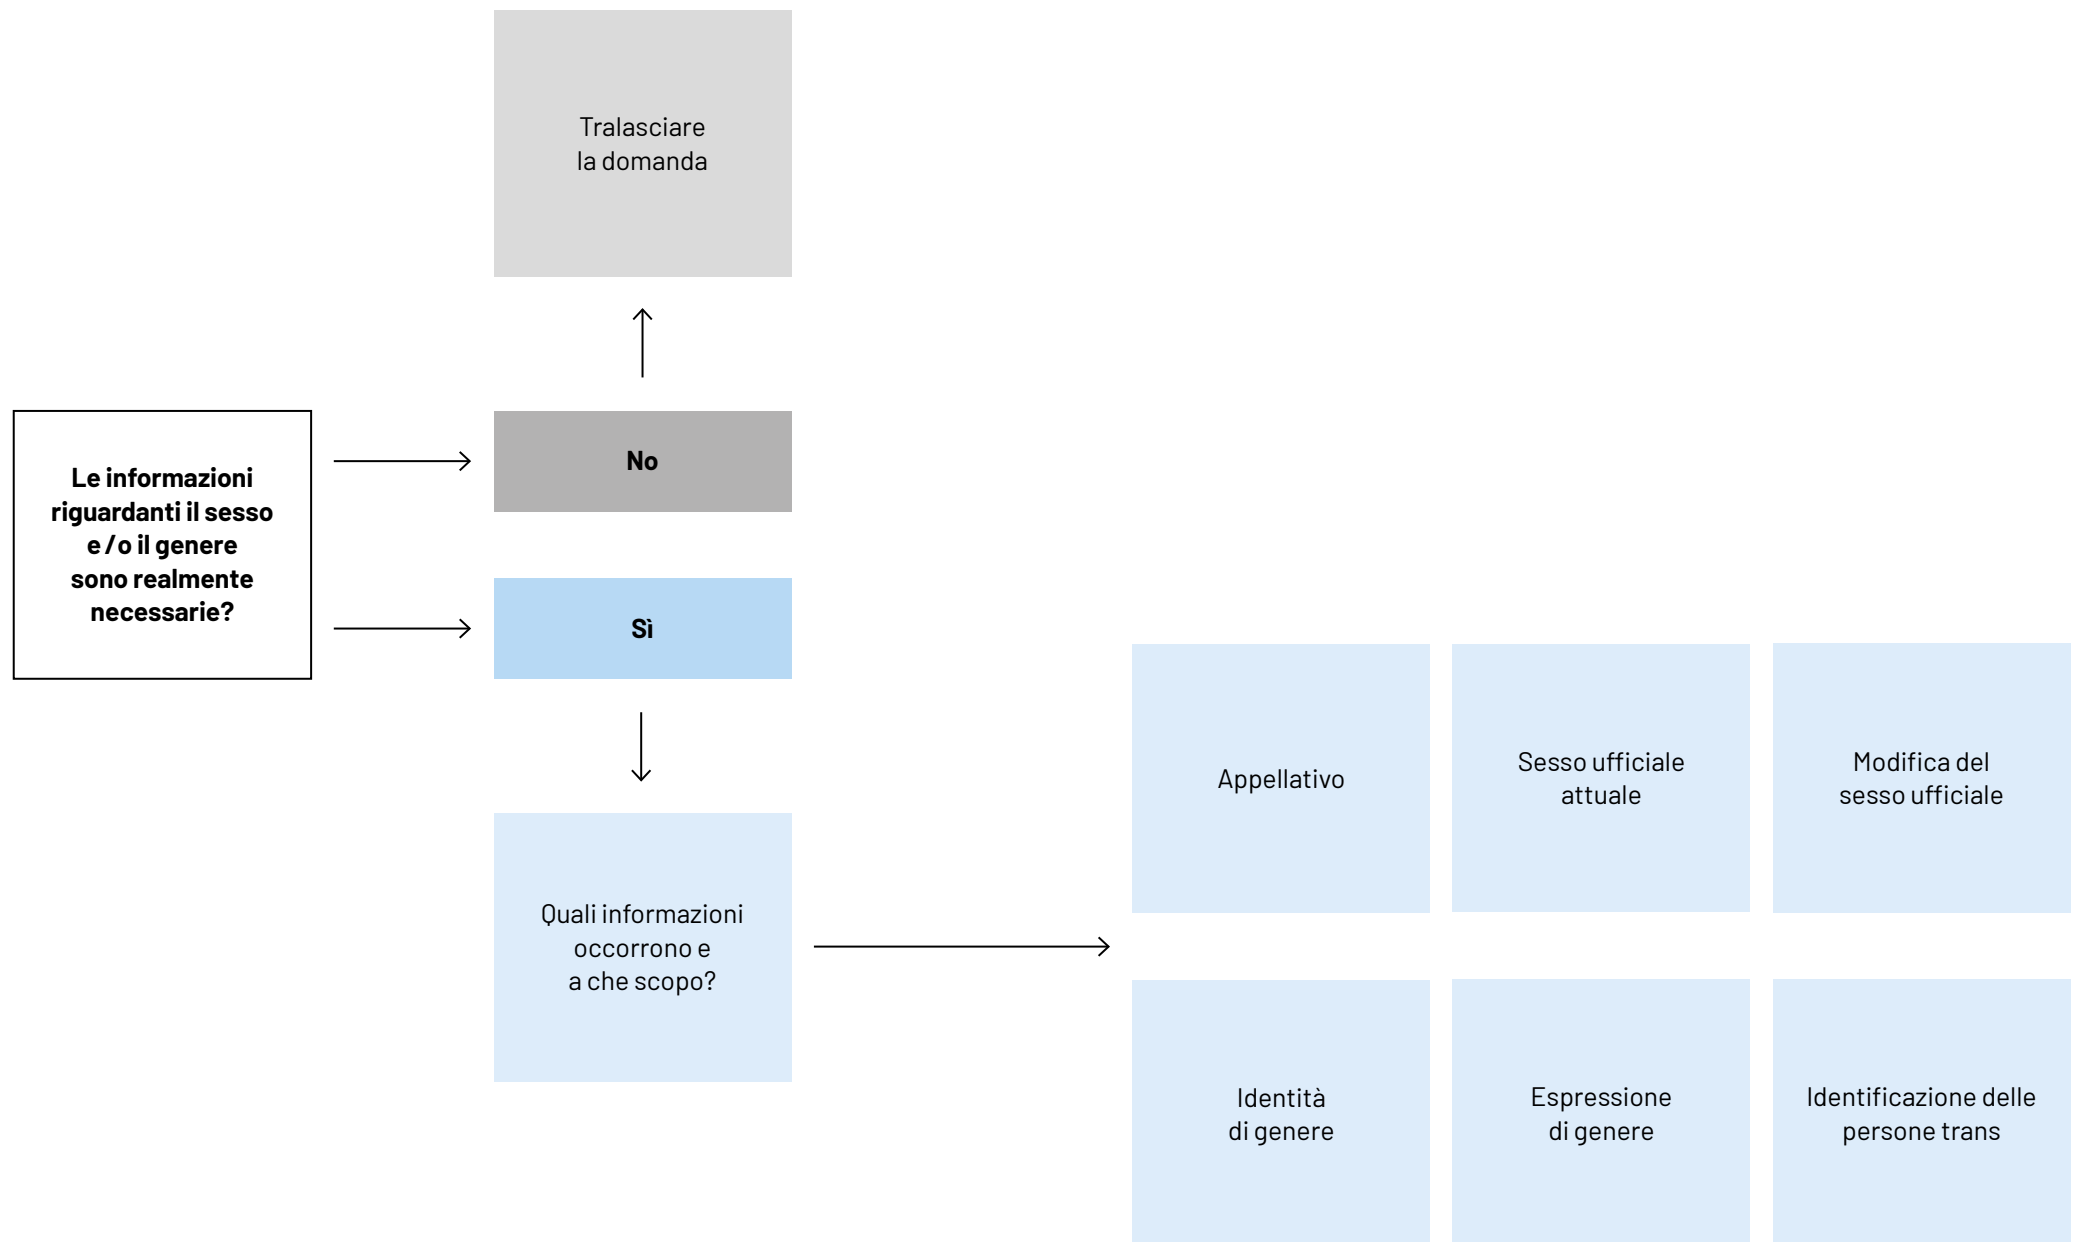 Tralasciare
la domanda
No
Le informazioni
riguardanti il sesso
e/o il genere
sono realmente
necessarie?
Sì
Quali informazioni
occorrono e
a che scopo?
Appellativo
Sesso ufficiale
attuale
Modifica del
sesso ufficiale
Identità
di genere
Espressione
di genere
Identificazione delle
persone trans